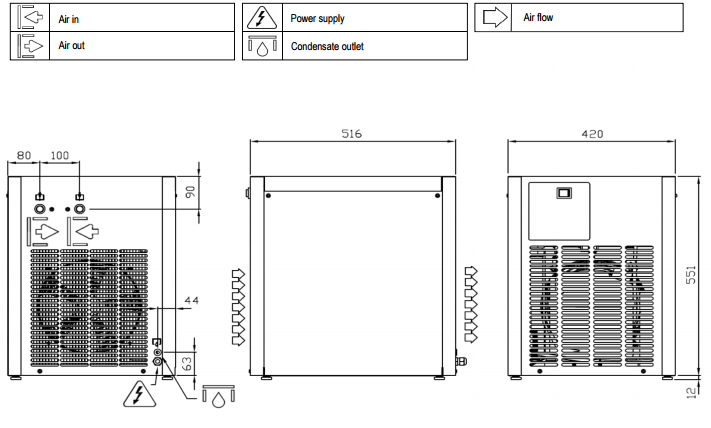 Air in
Power supply
Air flow
Air out
Condensate outlet
516
420
80
100
90
44
63
551
12